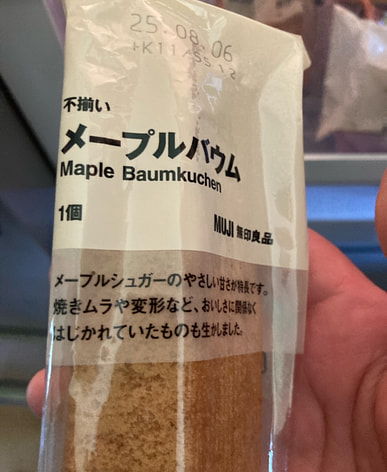 25.08.06
不揃い
メープルバウム
Maple Baumkuchen
1個
MUJI 無印良品
メープルシュガーのやさしい甘さが特長です。
焼きムラや変形など、おいしさに関係なく
はじかれていたものも生かしました。